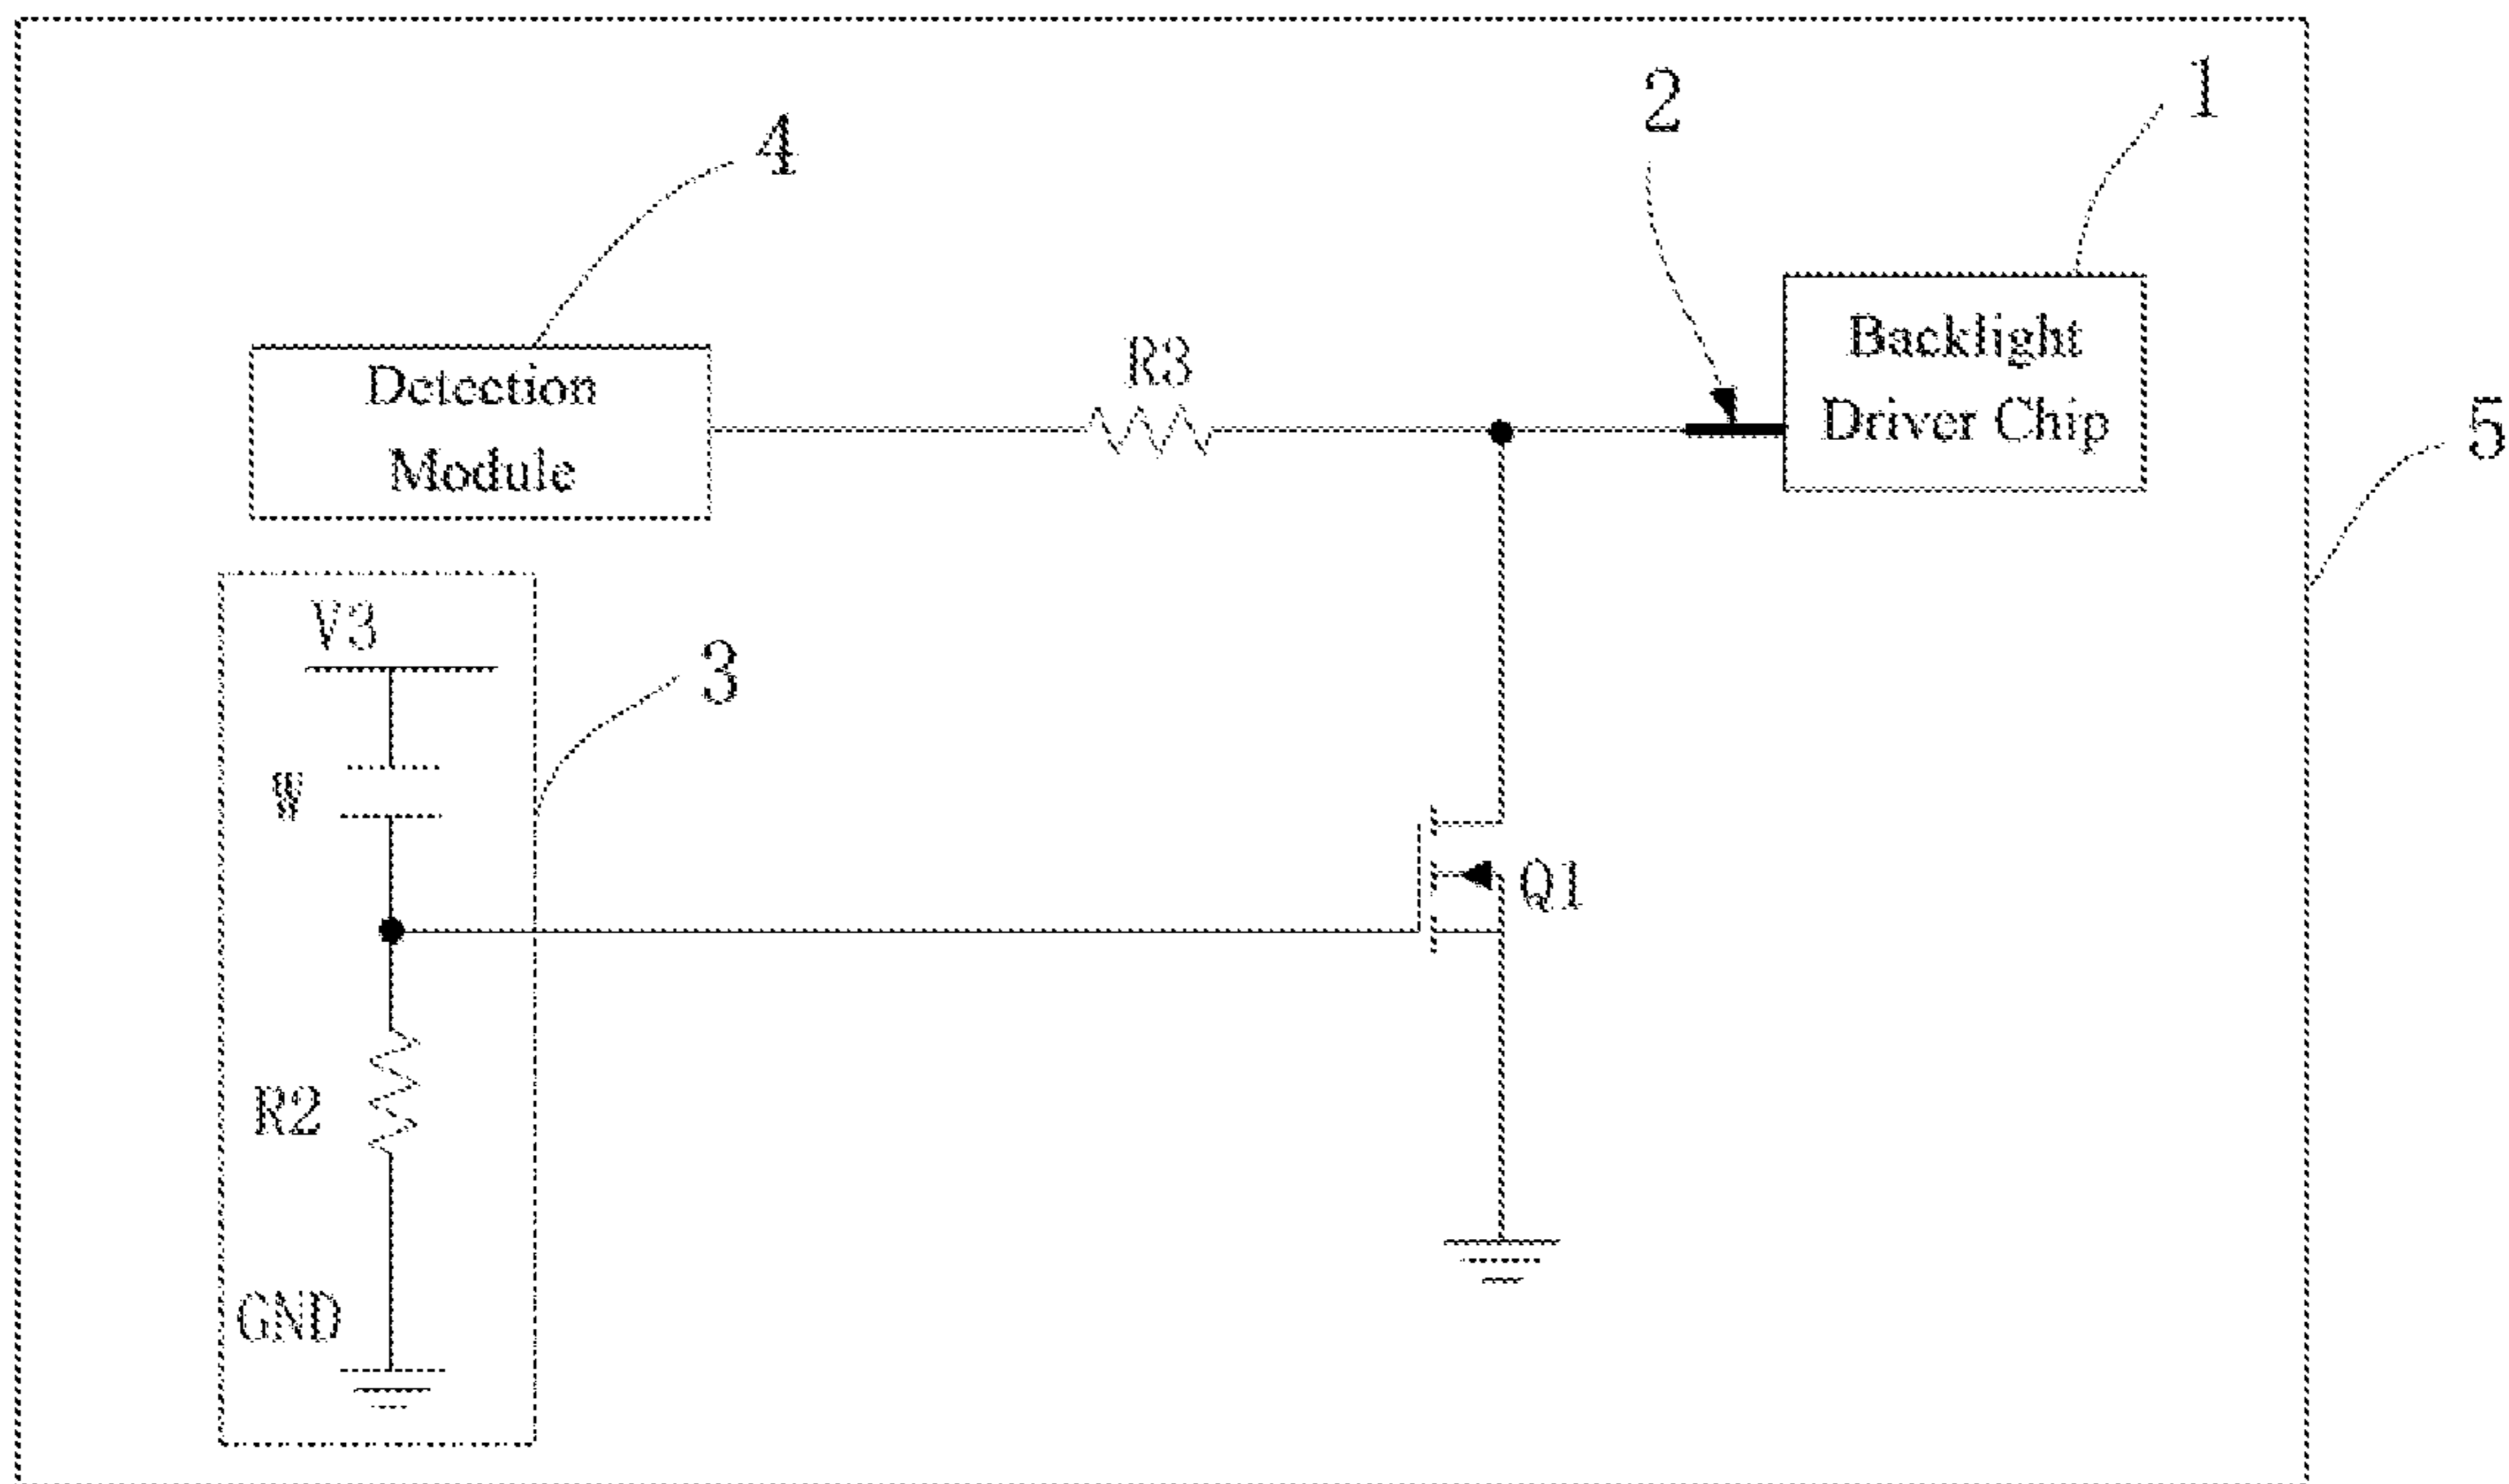 1
2
4
Backlight
Driver Chip
R3
Detection
Module
5
V3
3
W
Q1
R2
GND